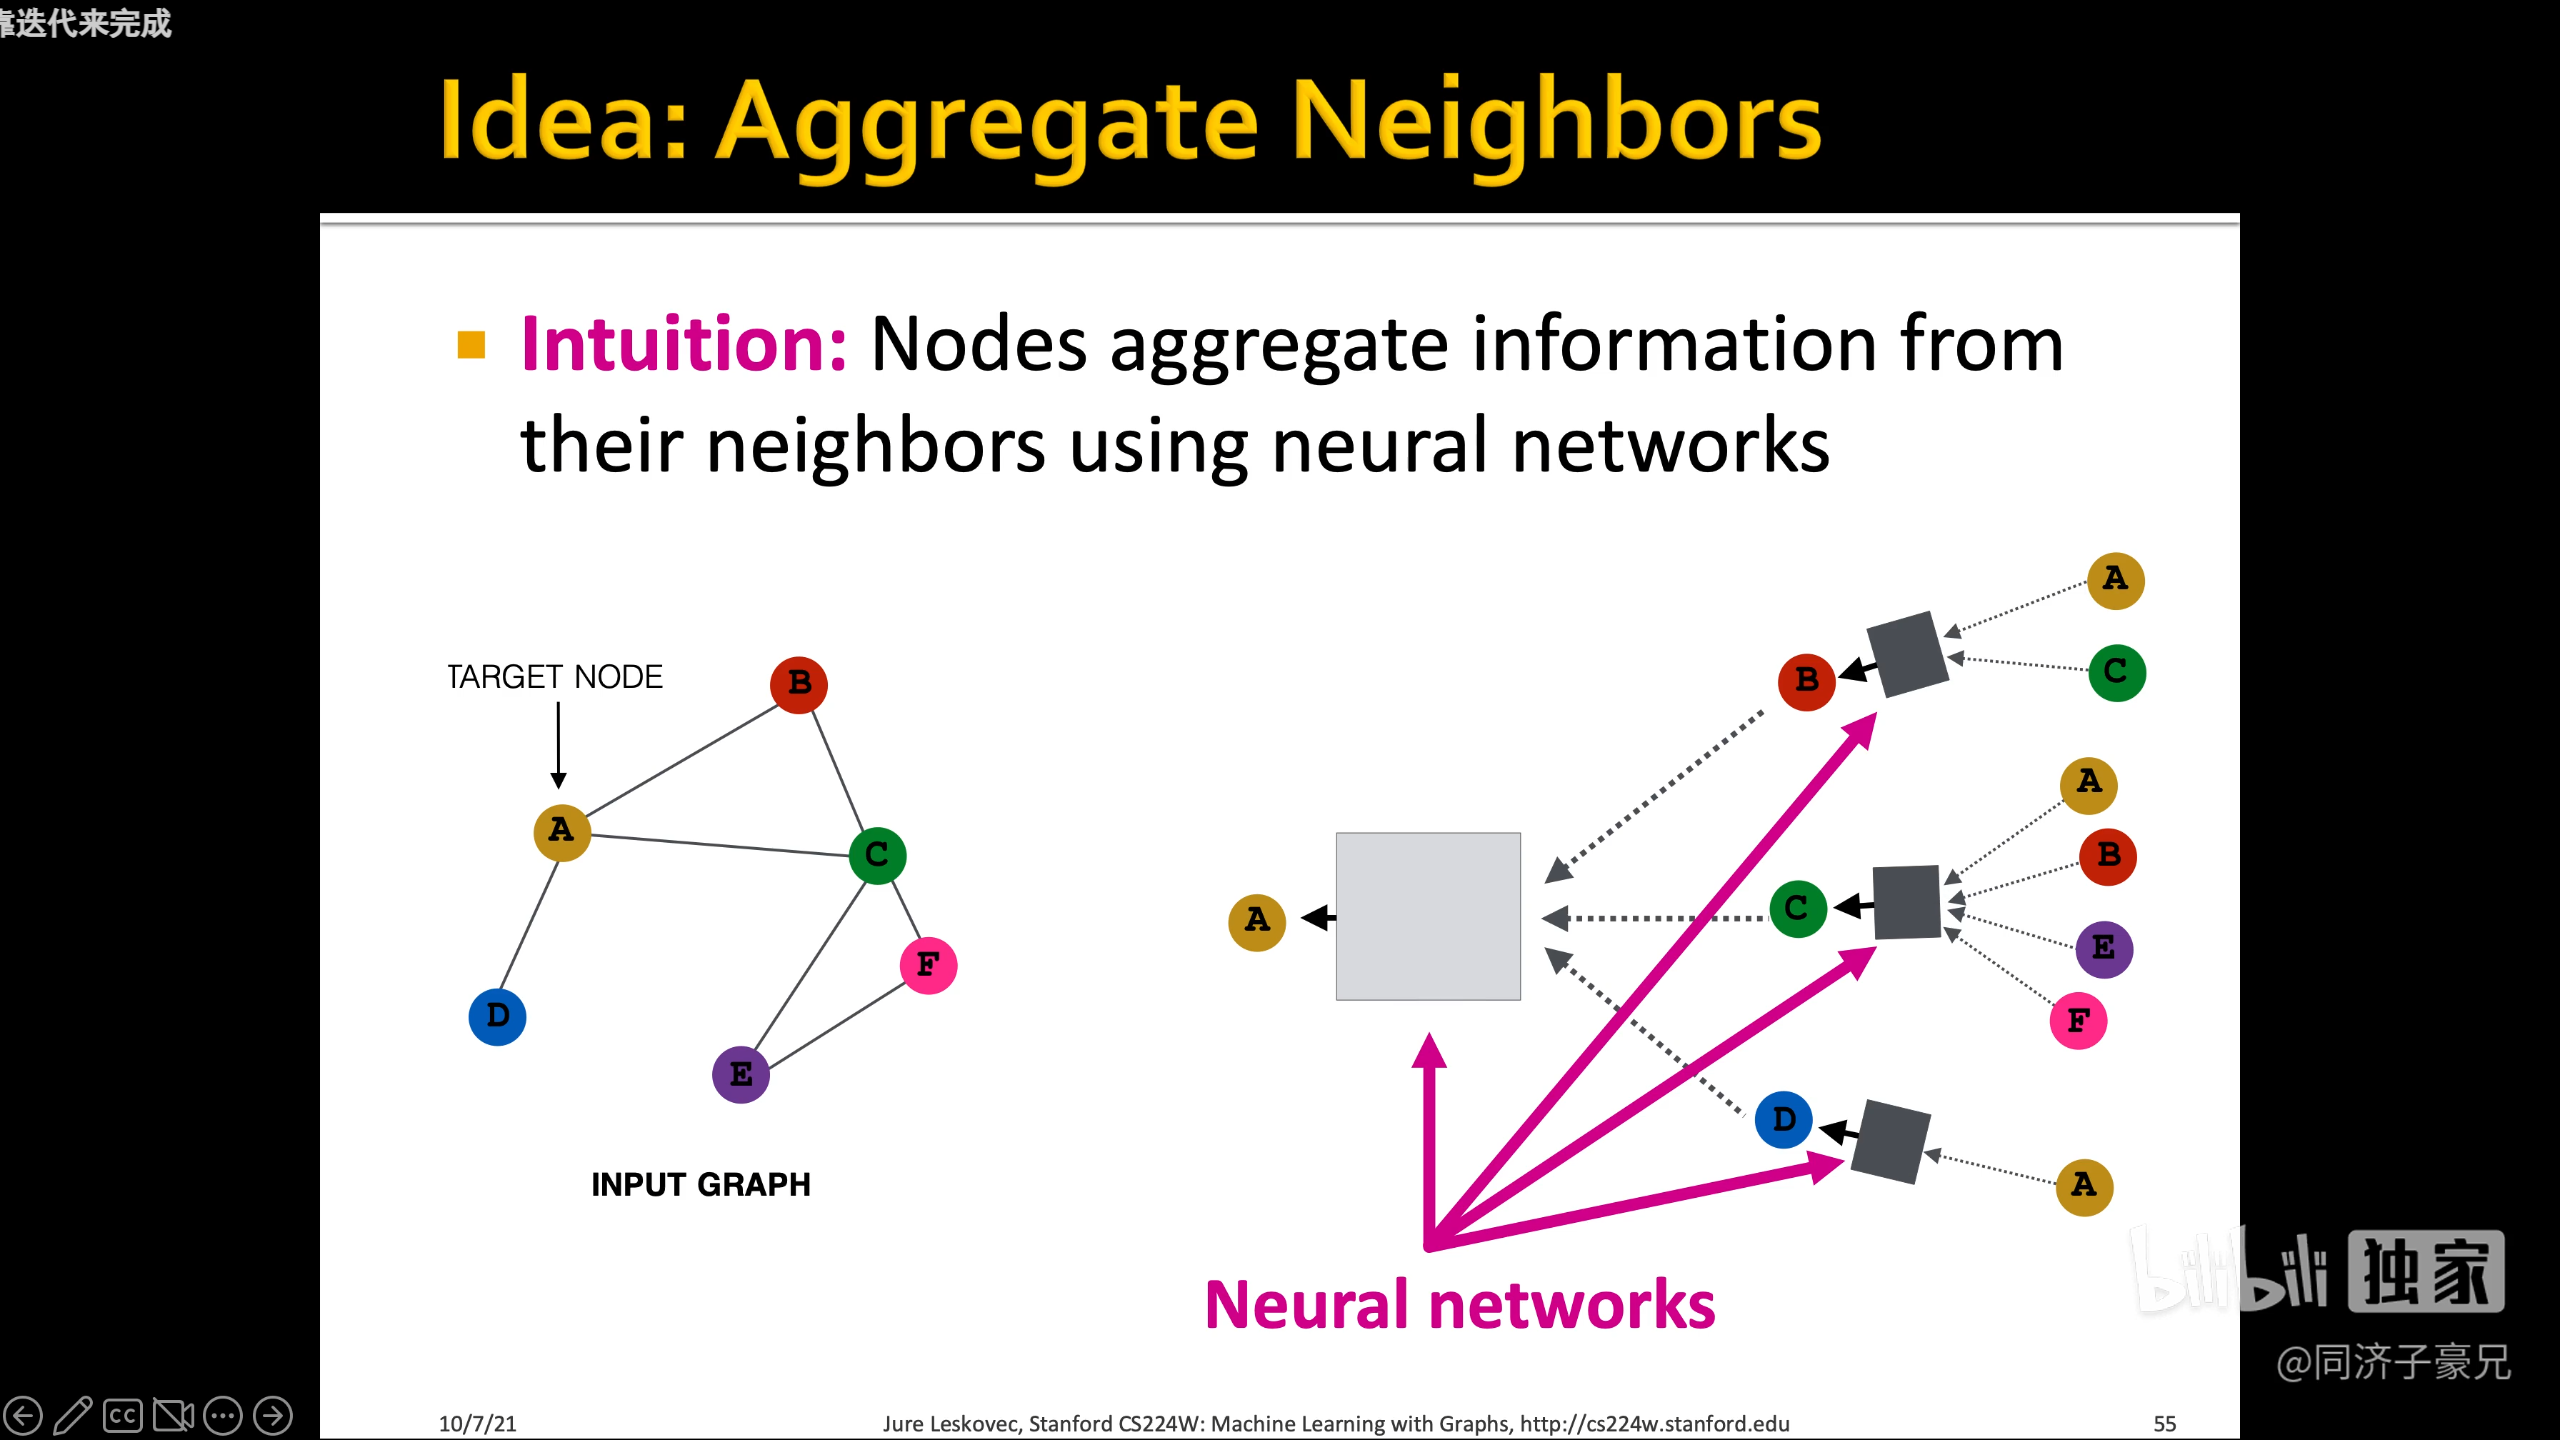 靠迭代来完成
Idea: Aggregate Neighbors
Intuition: Nodes aggregate information from
their neighbors using neural networks
TARGET NODE
B
A
C
F
D
E
INPUT GRAPH
A
C
B
A
B
C
A
E
F
D
A
Neural networks
bilibili 独家
@同济子豪兄
CC
10/7/21
Jure Leskovec, Stanford CS224W: Machine Learning with Graphs, http://cs224w.stanford.edu
55